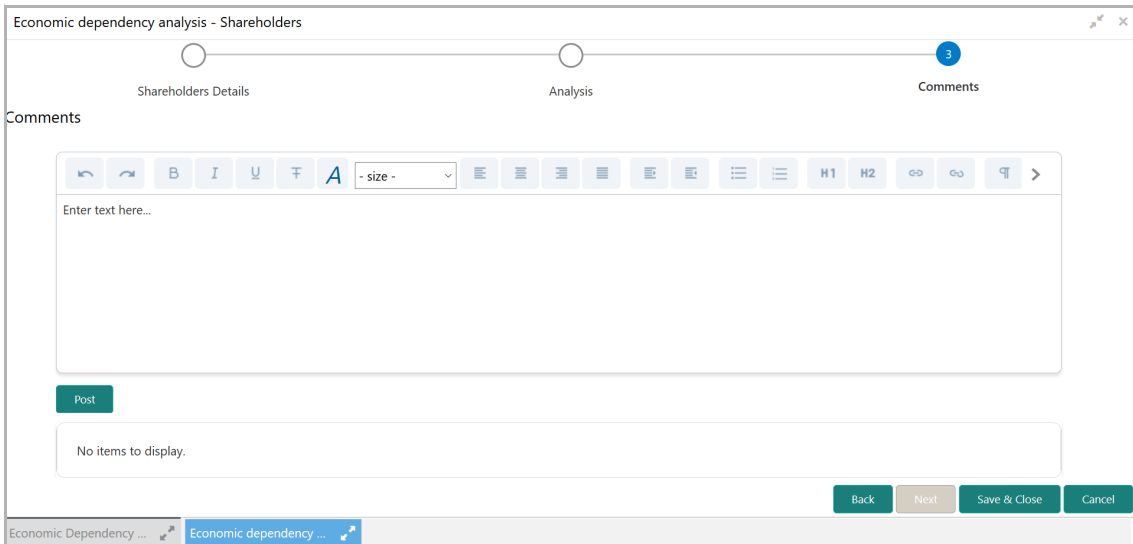 Economic dependency analysis - Shareholders
3
Shareholders Details
Analysis
Comments
Comments
B I U T A - size - H1 H2 ¶
Enter text here...
Post
No items to display.
Back Next Save & Close Cancel
Economic Dependency ... Economic dependency ...